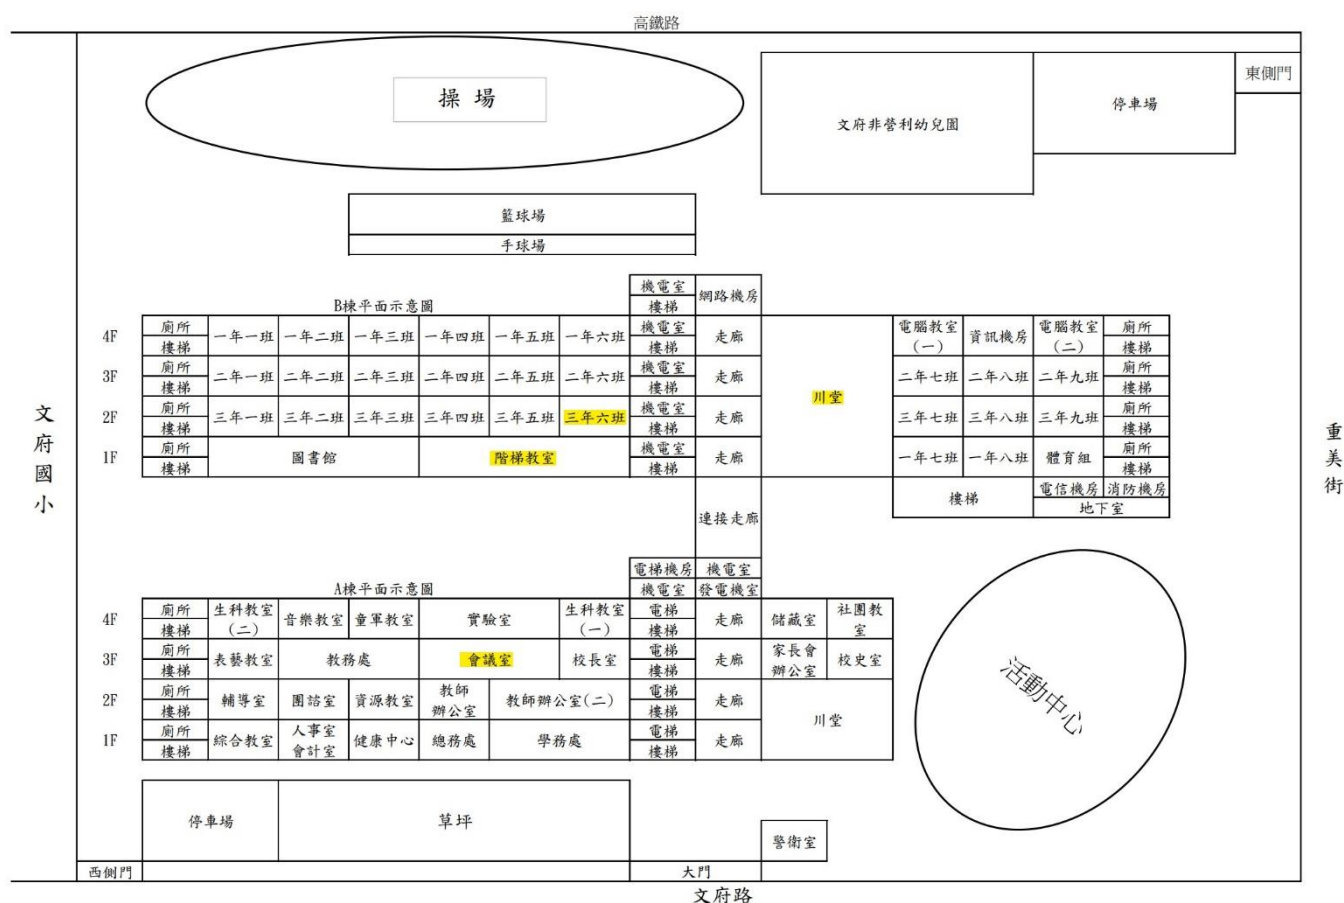 高鐵路
操場
文府非營利幼兒園
停車場
東側門
籃球場
手球場
機電室
樓梯
網路機房
B棟平面示意圖
4F
廁所
樓梯
一年一班
一年二班
一年三班
一年四班
一年五班
一年六班
機電室
樓梯
走廊
電腦教室
(一)
資訊機房
電腦教室
(二)
廁所
樓梯
3F
廁所
樓梯
二年一班
二年二班
二年三班
二年四班
二年五班
二年六班
機電室
樓梯
走廊
川堂
二年七班
二年八班
二年九班
廁所
樓梯
2F
廁所
樓梯
三年一班
三年二班
三年三班
三年四班
三年五班
三年六班
機電室
樓梯
走廊
三年七班
三年八班
三年九班
廁所
樓梯
1F
廁所
樓梯
圖書館
階梯教室
機電室
樓梯
走廊
一年七班
一年八班
體育組
廁所
樓梯
文府國小
重美街
樓梯
電信機房
消防機房
地下室
連接走廊
電梯機房
機電室
機電室
發電機室
A棟平面示意圖
4F
廁所
樓梯
生科教室
(二)
音樂教室
童軍教室
實驗室
生科教室
(一)
電梯
樓梯
走廊
儲藏室
社團教
室
3F
廁所
樓梯
表藝教室
教務處
會議室
校長室
電梯
樓梯
走廊
家長會
辦公室
校史室
2F
廁所
樓梯
輔導室
團諮室
資源教室
教師
辦公室
教師辦公室(二)
電梯
樓梯
走廊
川堂
1F
廁所
樓梯
綜合教室
人事室
會計室
健康中心
總務處
學務處
電梯
樓梯
走廊
活動中心
停車場
草坪
警衛室
西側門
大門
文府路